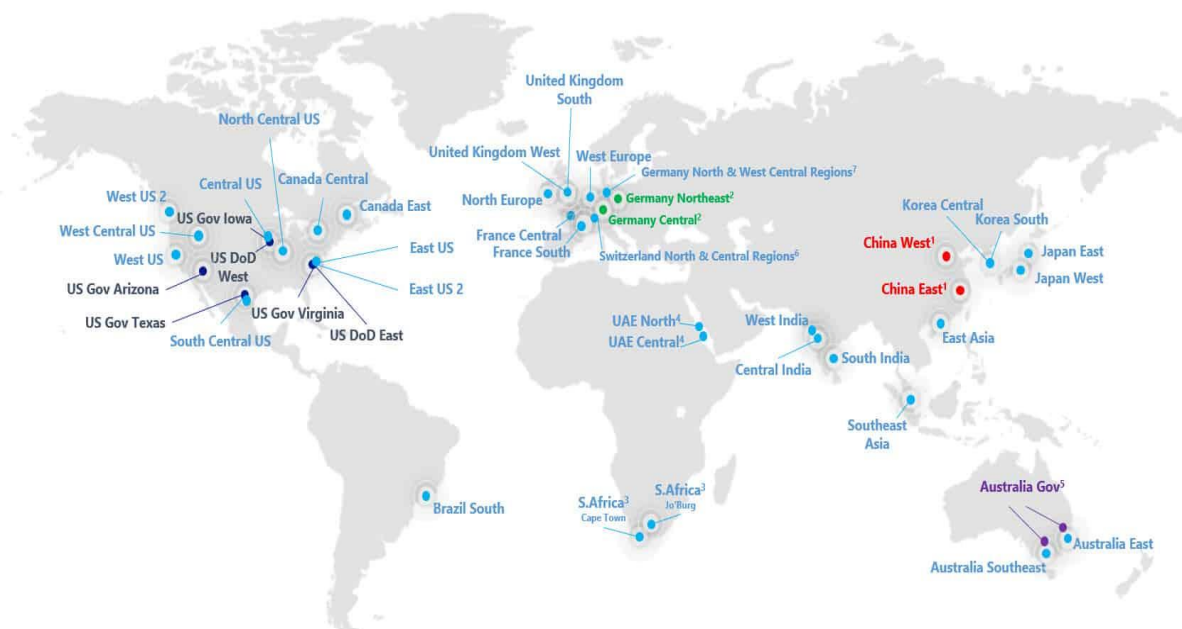 United Kingdom
South
North Central US
United Kingdom West
West Europe
Germany North & West Central Regions⁷
Central US
Canada Central
West US 2
US Gov Iowa
Canada East
North Europe
Germany Northeast²
Germany Central²
Korea Central
Korea South
West Central US
France Central
France South
Switzerland North & Central Regions⁶
East US
China West¹
Japan East
West US
US DoD
West
Japan West
US Gov Arizona
East US 2
China East¹
US Gov Texas
US Gov Virginia
US DoD East
South Central US
UAE North⁴
UAE Central⁴
West India
East Asia
Central India
South India
Southeast
Asia
Brazil South
S.Africa³
Cape Town
S.Africa³
Jo'Burg
Australia Gov⁵
Australia East
Australia Southeast